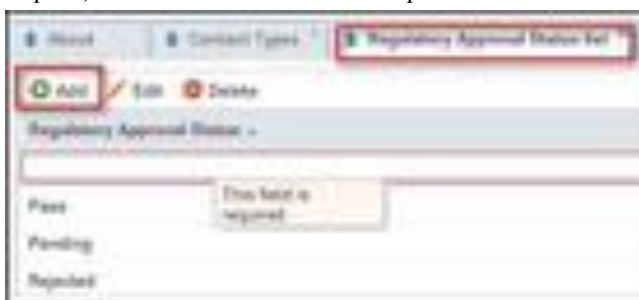 About Contact Types Regulatory Approval Status Set
Add Edit Delete
Regulatory Approval Status
This field is
required
Pass
Pending
Rejected